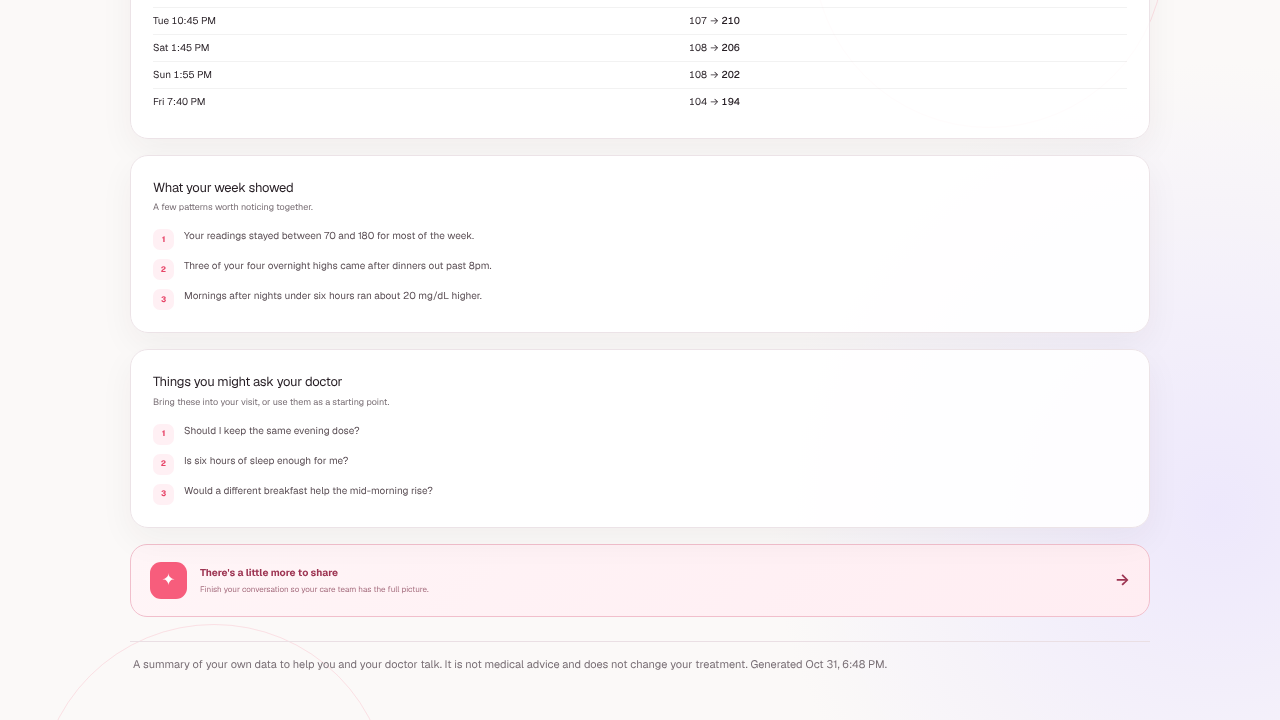 Tue 10:45 PM 107 → 210
Sat 1:45 PM 108 → 206
Sun 1:55 PM 108 → 202
Fri 7:40 PM 104 → 194
What your week showed
A few patterns worth noticing together.
1 Your readings stayed between 70 and 180 for most of the week.
2 Three of your four overnight highs came after dinners out past 8pm.
3 Mornings after nights under six hours ran about 20 mg/dL higher.
Things you might ask your doctor
Bring these into your visit, or use them as a starting point.
1 Should I keep the same evening dose?
2 Is six hours of sleep enough for me?
3 Would a different breakfast help the mid-morning rise?
There's a little more to share
Finish your conversation so your care team has the full picture.
A summary of your own data to help you and your doctor talk. It is not medical advice and does not change your treatment. Generated Oct 31, 6:48 PM.